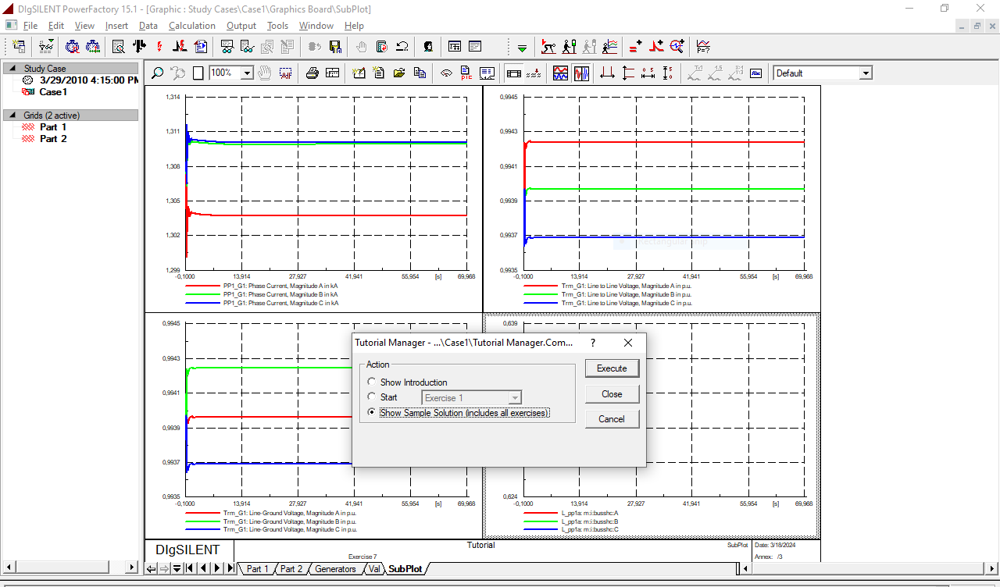 DIgSILENT PowerFactory 15.1 - [Graphic : Study Cases\Case1\Graphics Board\SubPlot]
File Edit View Insert Data Calculation Output Tools Window Help
100%
Default
Study Case
3/29/2010 4:15:00 PM
Case1
Grids (2 active)
Part 1
Part 2
1,314
1,311
1,308
1,305
1,302
1,299
-0,1000 13,914 27,927 41,941 55,954 [s] 69,968
PP1_G1: Phase Current, Magnitude A in kA
PP1_G1: Phase Current, Magnitude B in kA
PP1_G1: Phase Current, Magnitude C in kA
0,9945
0,9943
0,9941
0,9939
0,9937
0,9935
Rectangular Snip
-0,1000 13,914 27,927 41,941 55,954 [s] 69,968
Trm_G1: Line to Line Voltage, Magnitude A in p.u.
Trm_G1: Line to Line Voltage, Magnitude B in p.u.
Trm_G1: Line to Line Voltage, Magnitude C in p.u.
0,9945
0,9943
0,9941
0,9939
0,9937
0,9935
-0,1000 13,914 27,927 41,941 55,954 [s] 69,968
Trm_G1: Line-Ground Voltage, Magnitude A in p.u.
Trm_G1: Line-Ground Voltage, Magnitude B in p.u.
Trm_G1: Line-Ground Voltage, Magnitude C in p.u.
0,639
0,624
-0,1000 13,914 27,927 41,941 55,954 [s] 69,968
L_pp1a: m:i:busshc:A
L_pp1a: m:i:busshc:B
L_pp1a: m:i:busshc:C
Tutorial Manager - ...\Case1\Tutorial Manager.Com... ?
Action
Show Introduction
Start Exercise 1
Show Sample Solution (includes all exercises)
Execute
Close
Cancel
DIgSILENT
Tutorial
Exercise 7
SubPlot
Date: 3/18/2024
Annex: /3
Part 1 Part 2 Generators Val SubPlot